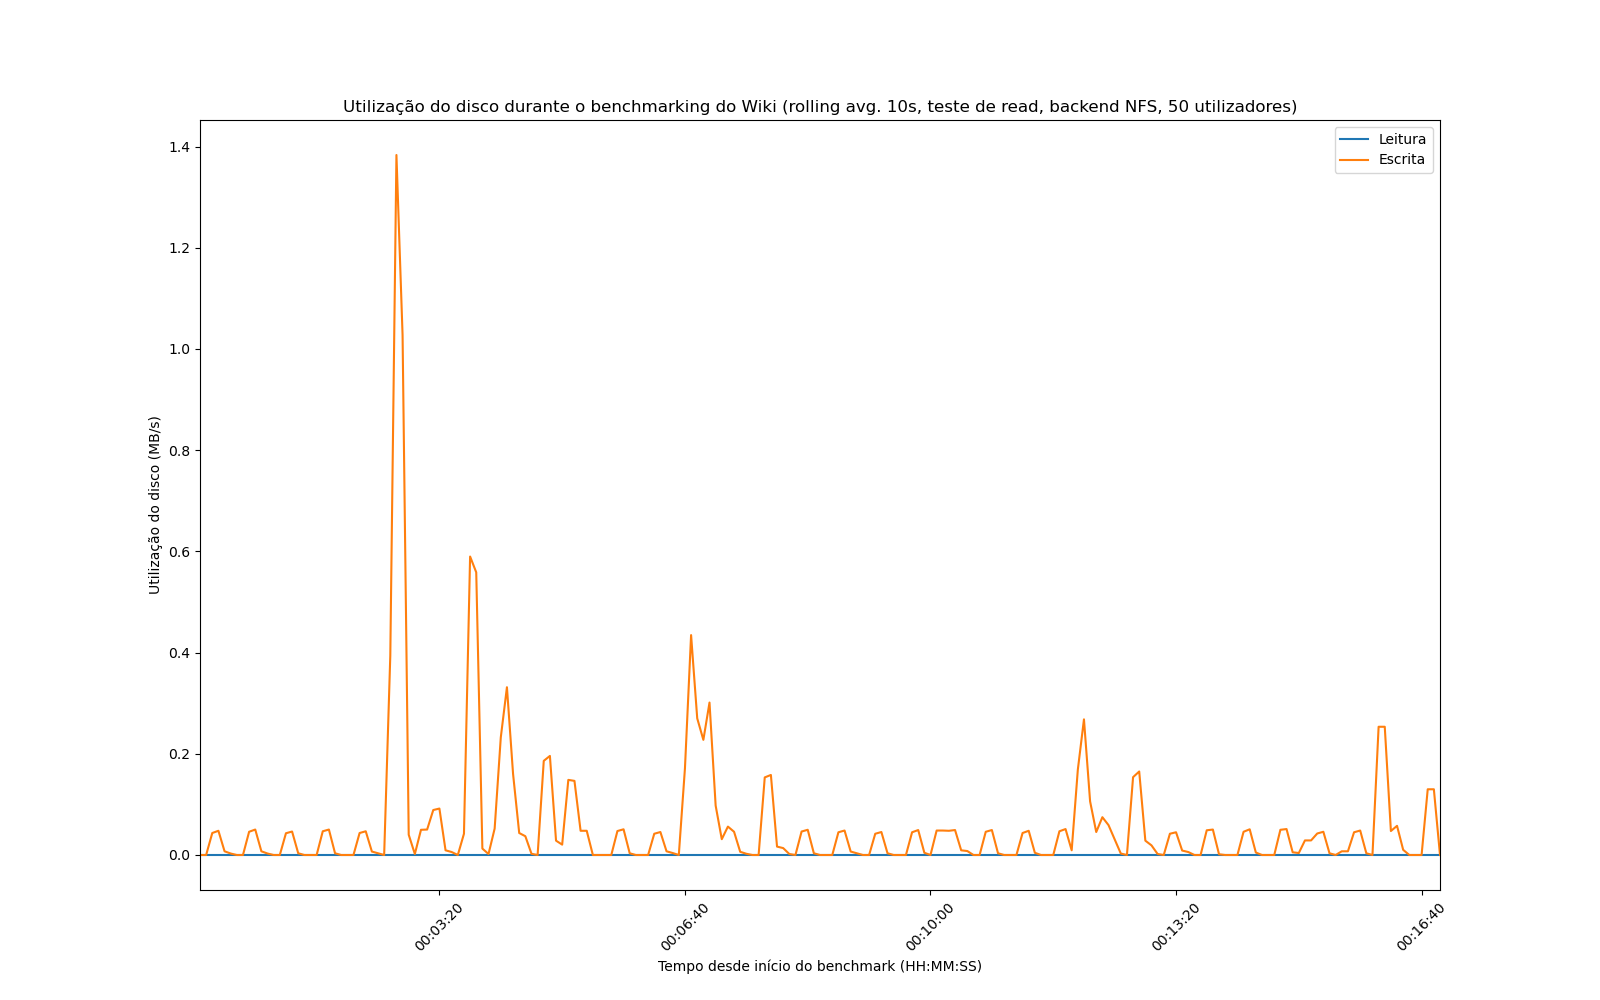 Utilização do disco durante o benchmarking do Wiki (rolling avg. 10s, teste de read, backend NFS, 50 utilizadores)
Leitura
Escrita
1.4
1.2
1.0
0.8
0.6
0.4
0.2
0.0
Utilização do disco (MB/s)
00:03:20
00:06:40
00:10:00
00:13:20
00:16:40
Tempo desde início do benchmark (HH:MM:SS)